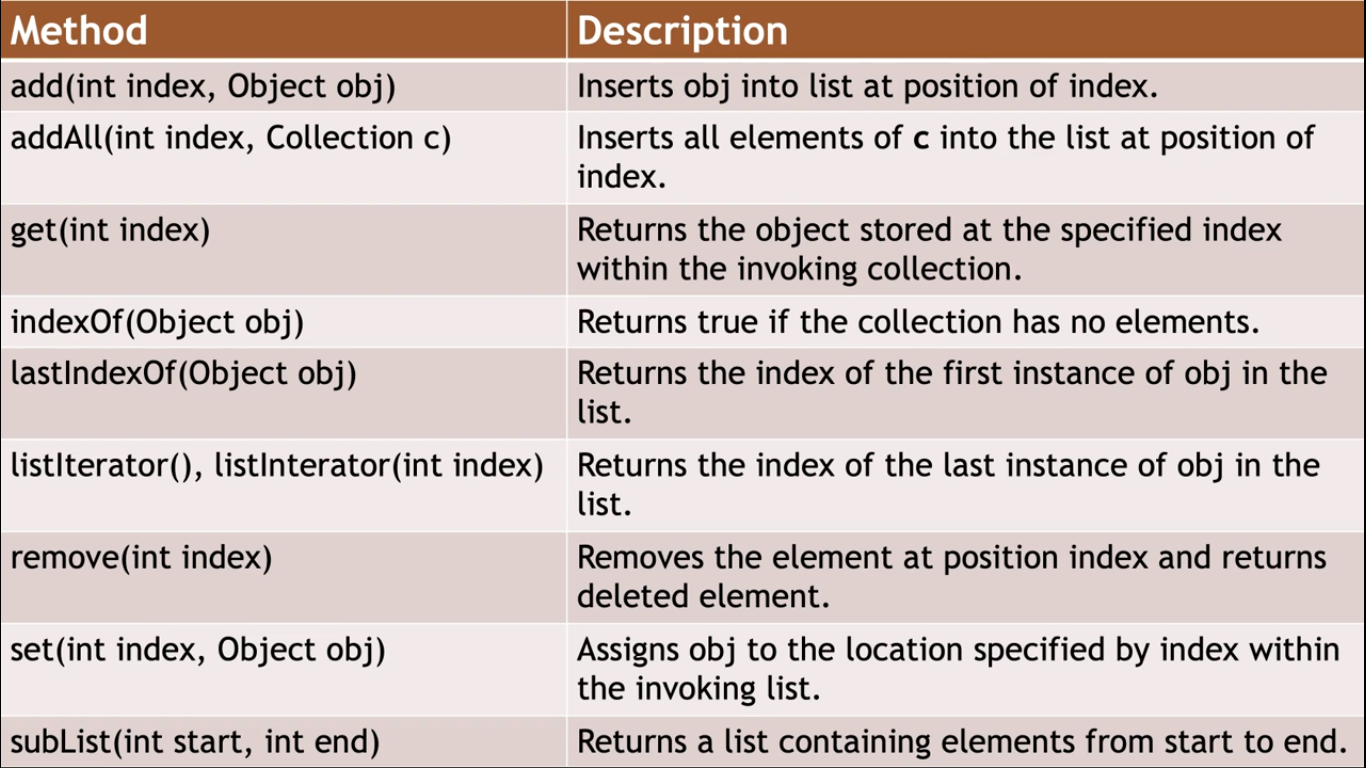 Method Description
add(int index, Object obj) Inserts obj into list at position of index.
addAll(int index, Collection c) Inserts all elements of c into the list at position of
index.
get(int index) Returns the object stored at the specified index
within the invoking collection.
indexOf(Object obj) Returns true if the collection has no elements.
lastIndexOf(Object obj) Returns the index of the first instance of obj in the
list.
listIterator(), listInterator(int index) Returns the index of the last instance of obj in the
list.
remove(int index) Removes the element at position index and returns
deleted element.
set(int index, Object obj) Assigns obj to the location specified by index within
the invoking list.
subList(int start, int end) Returns a list containing elements from start to end.